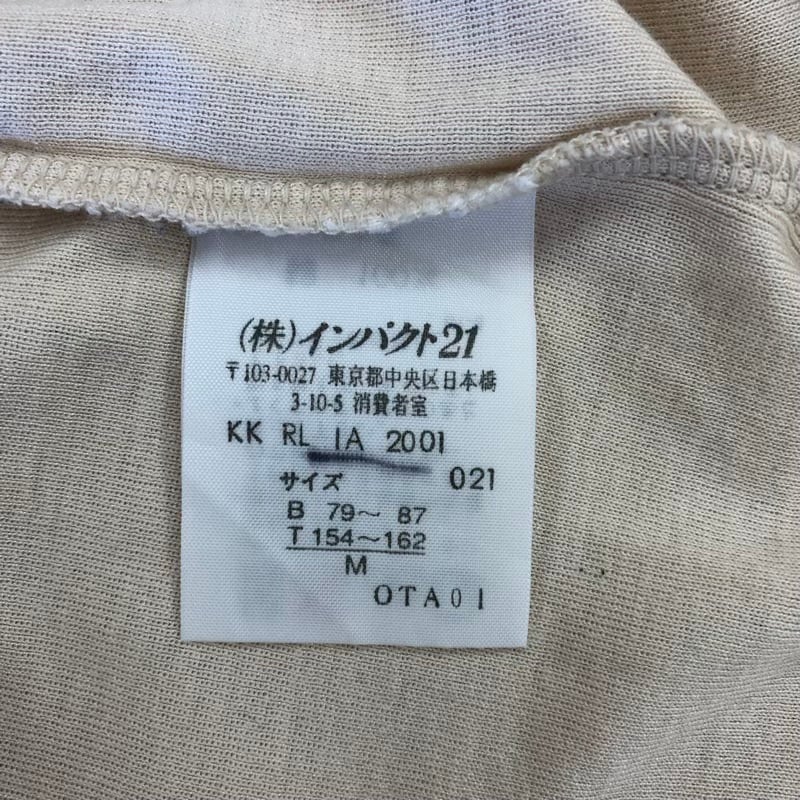 (株)インパクト21
〒103-0027 東京都中央区日本橋
3-10-5 消費者室
KK RL IA 2001
サイズ 021
B 79~ 87
T 154~162
M
OTA01